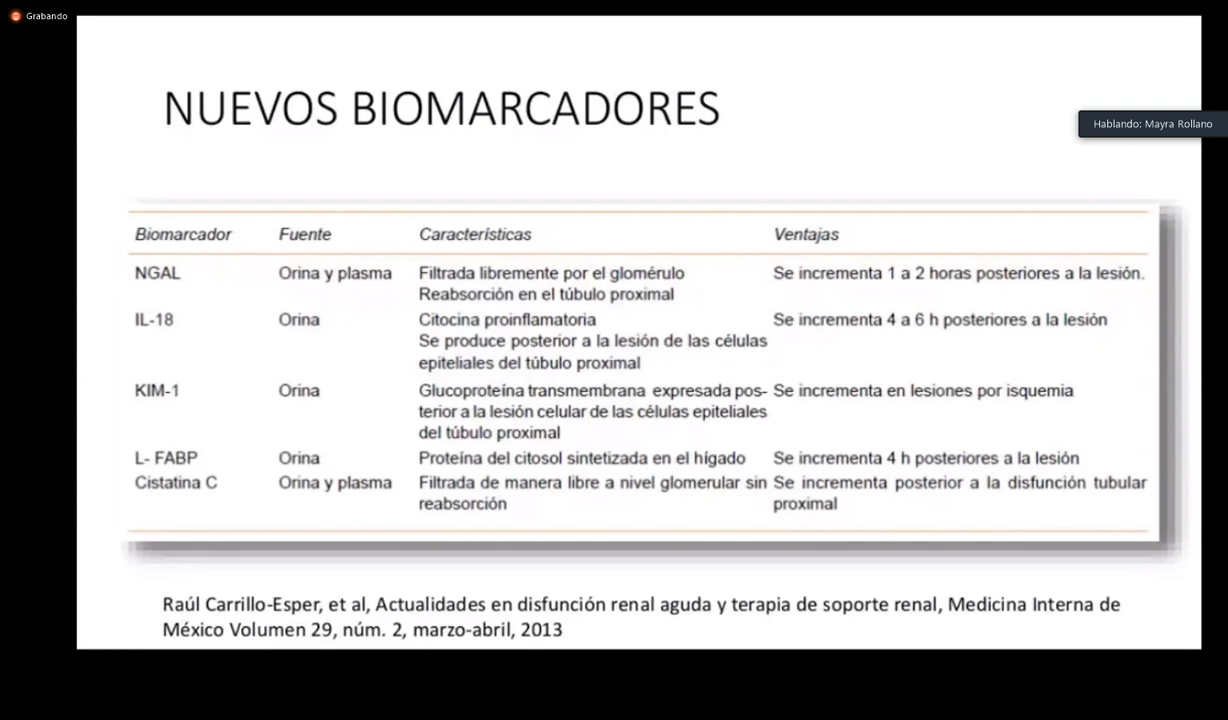 Grabando
NUEVOS BIOMARCADORES
Hablando: Mayra Rollano
Biomarcador Fuente Características Ventajas
NGAL Orina y plasma Filtrada libremente por el glomérulo Se incrementa 1 a 2 horas posteriores a la lesión.
Reabsorción en el túbulo proximal
IL-18 Orina Citocina proinflamatoria Se incrementa 4 a 6 h posteriores a la lesión
Se produce posterior a la lesión de las células
epiteliales del túbulo proximal
KIM-1 Orina Glucoproteína transmembrana expresada pos- Se incrementa en lesiones por isquemia
terior a la lesión celular de las células epiteliales
del túbulo proximal
L- FABP Orina Proteína del citosol sintetizada en el hígado Se incrementa 4 h posteriores a la lesión
Cistatina C Orina y plasma Filtrada de manera libre a nivel glomerular sin Se incrementa posterior a la disfunción tubular
reabsorción proximal
Raúl Carrillo-Esper, et al, Actualidades en disfunción renal aguda y terapia de soporte renal, Medicina Interna de
México Volumen 29, núm. 2, marzo-abril, 2013